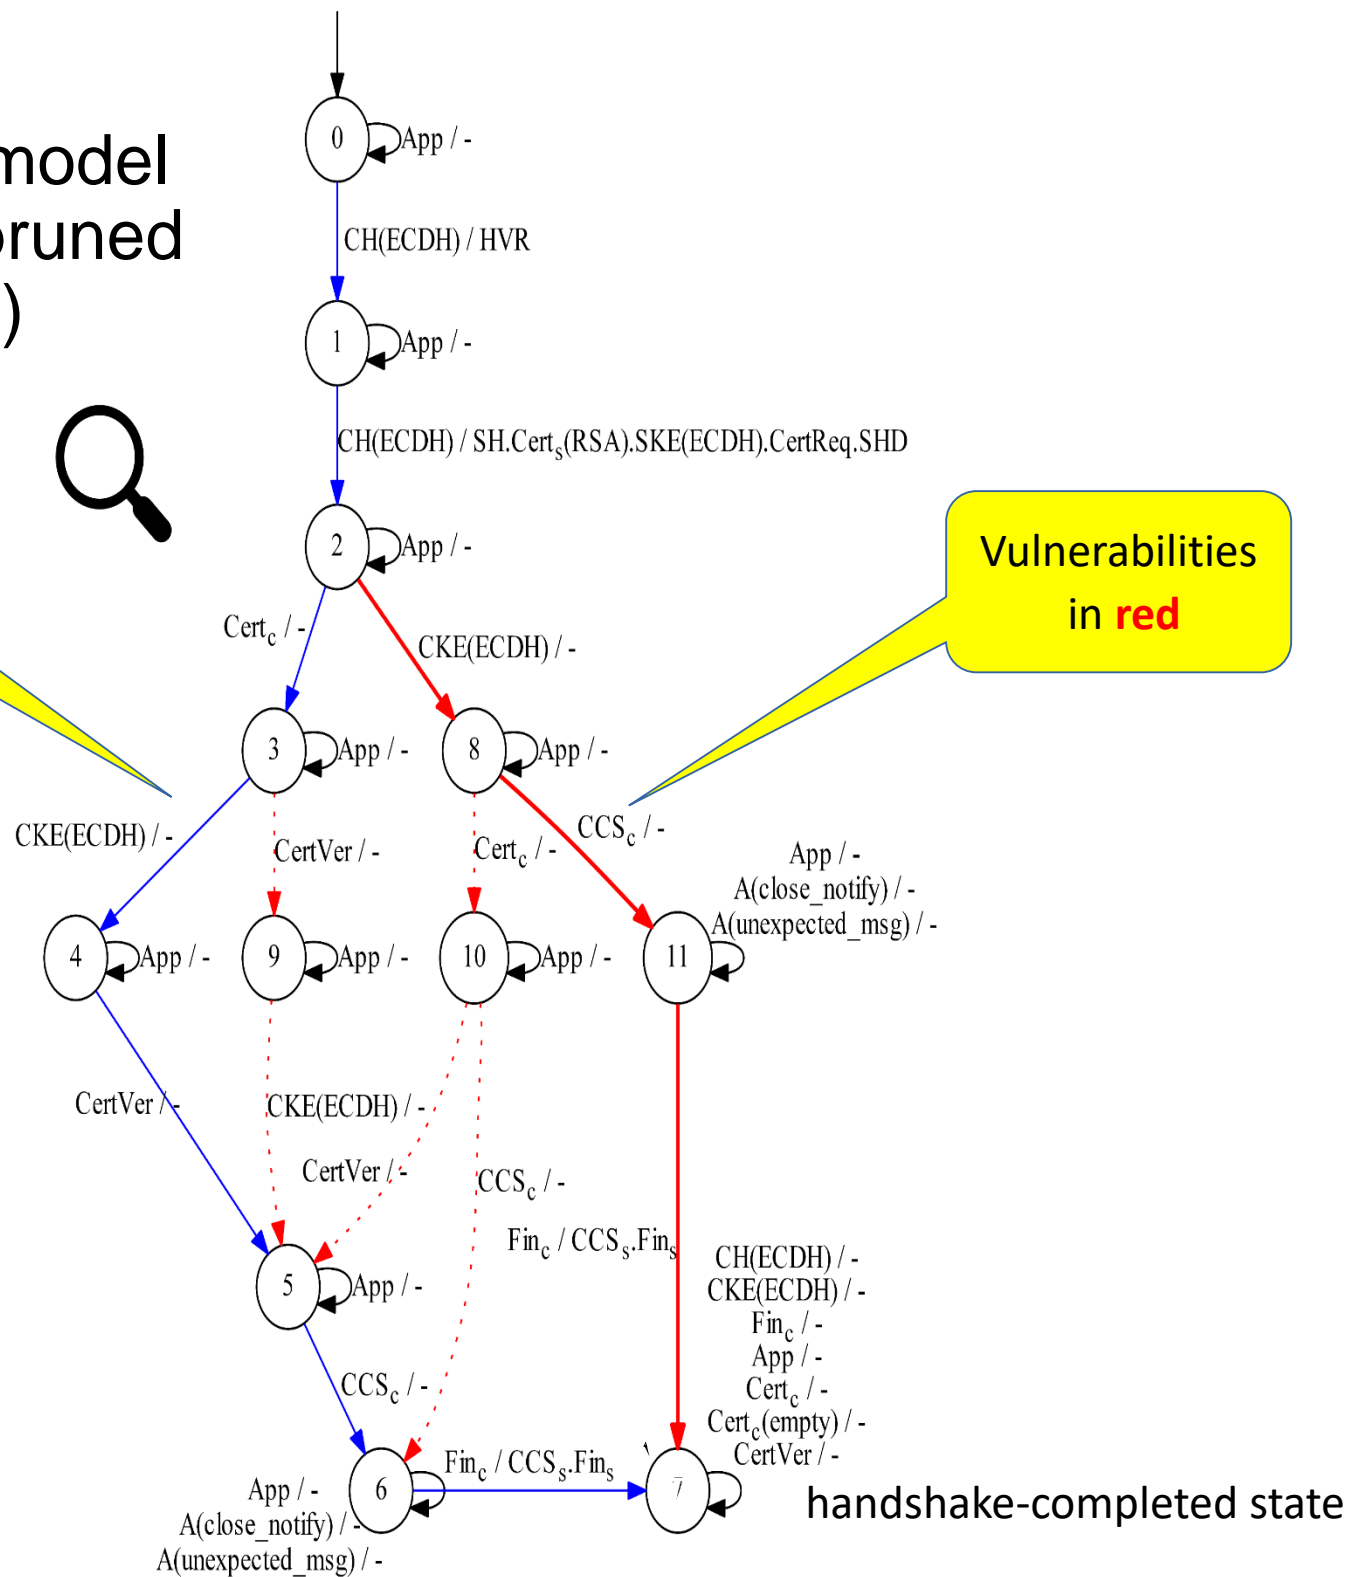 0
App / -
model
pruned
)
CH(ECDH) / HVR
1
App / -
CH(ECDH) / SH.Certs(RSA).SKE(ECDH).CertReq.SHD
2
App / -
Vulnerabilities
in red
Certc / -
CKE(ECDH) / -
3
App / -
8
App / -
CKE(ECDH) / -
CertVer / -
Certc / -
CCSc / -
App / -
A(close_notify) / -
A(unexpected_msg) / -
4
App / -
9
App / -
10
App / -
11
CertVer / -
CKE(ECDH) / -
CertVer / -
CCSc / -
Finc / CCSs.Fins
5
App / -
CH(ECDH) / -
CKE(ECDH) / -
Finc / -
App / -
Certc / -
Certc(empty) / -
CertVer / -
CCSc / -
Finc / CCSs.Fins
6
7
App / -
A(close_notify) / -
A(unexpected_msg) / -
handshake-completed state